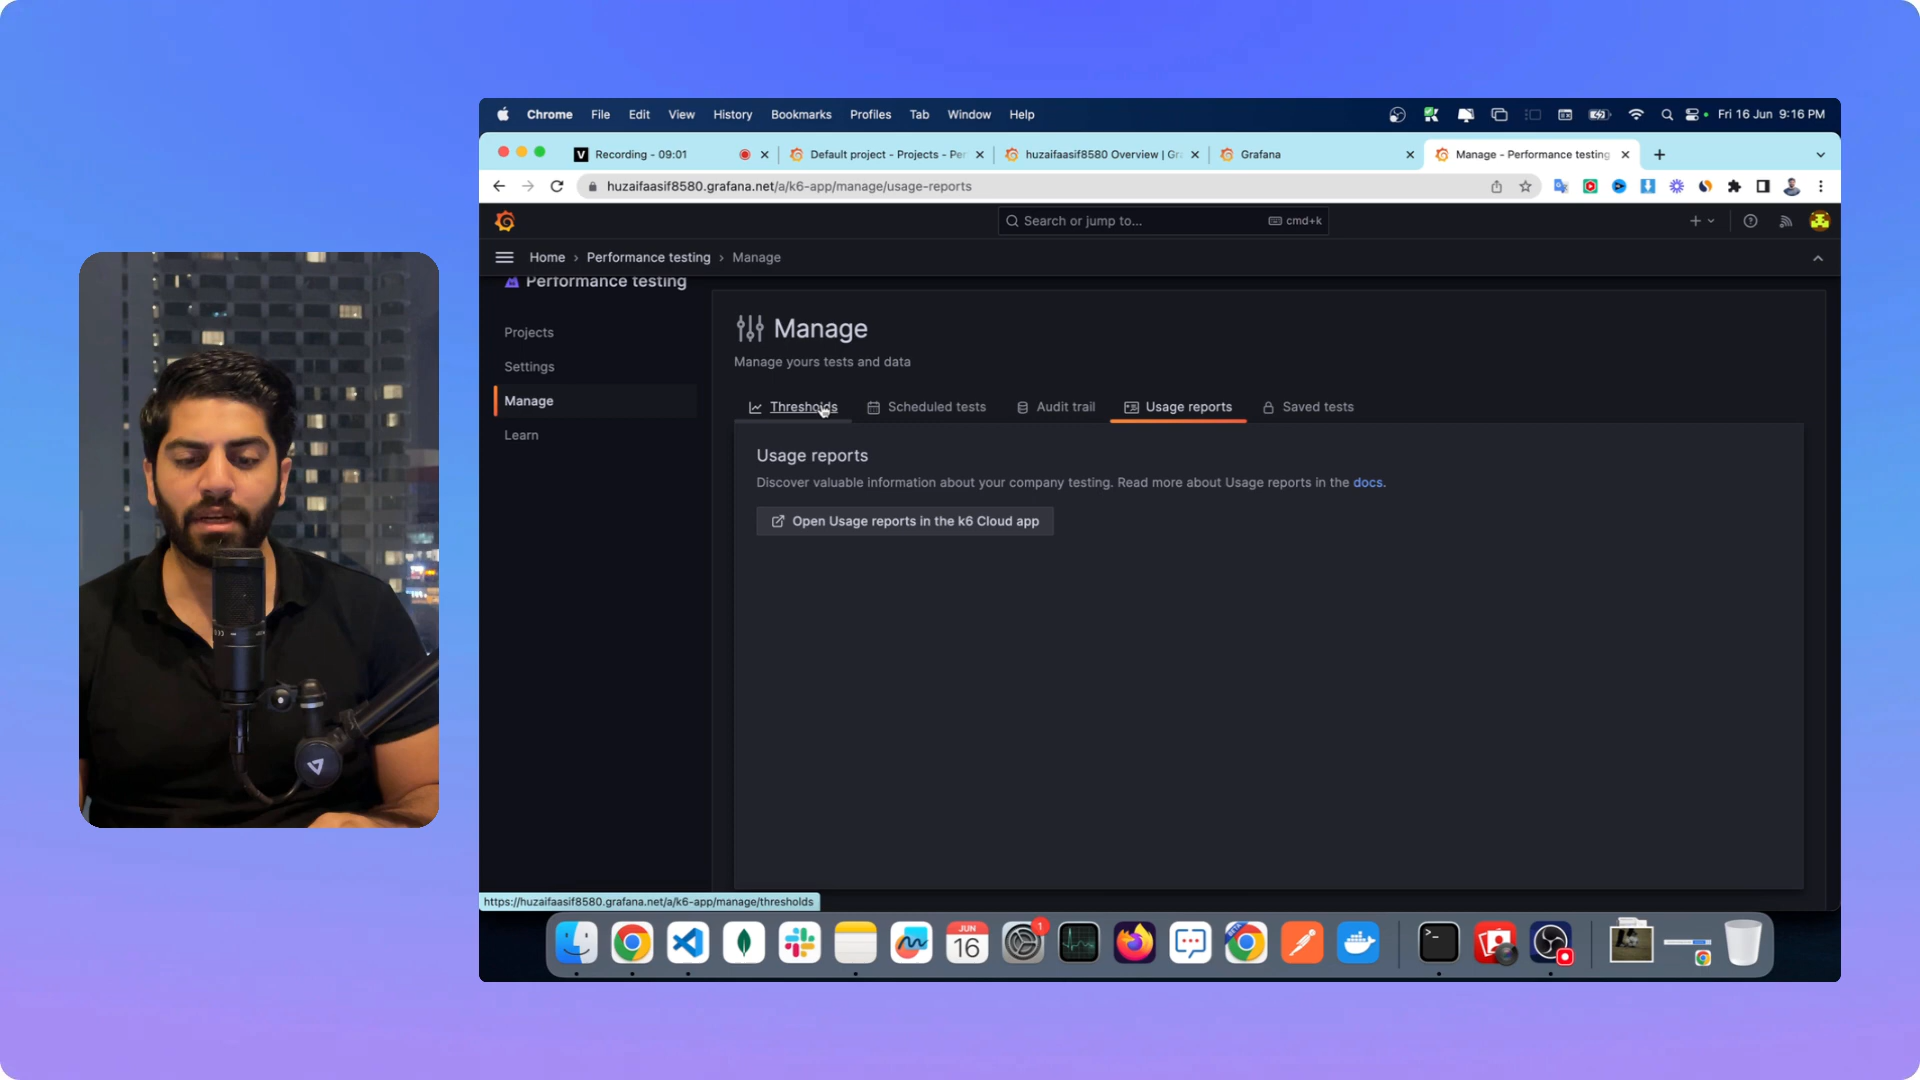 Chrome File Edit View History Bookmarks Profiles Tab Window Help Fri 16 Jun 9:16 PM
V Recording - 09:01 Default project - Projects - Per huzaifaasif8580 Overview | Gr Grafana Manage - Performance testing
huzaifaasif8580.grafana.net/a/k6-app/manage/usage-reports
Search or jump to... cmd+k
Home › Performance testing › Manage
Performance testing
Projects
Settings
Manage
Learn
Manage
Manage yours tests and data
Thresholds Scheduled tests Audit trail Usage reports Saved tests
Usage reports
Discover valuable information about your company testing. Read more about Usage reports in the docs.
Open Usage reports in the k6 Cloud app
https://huzaifaasif8580.grafana.net/a/k6-app/manage/thresholds
JUN
16
1